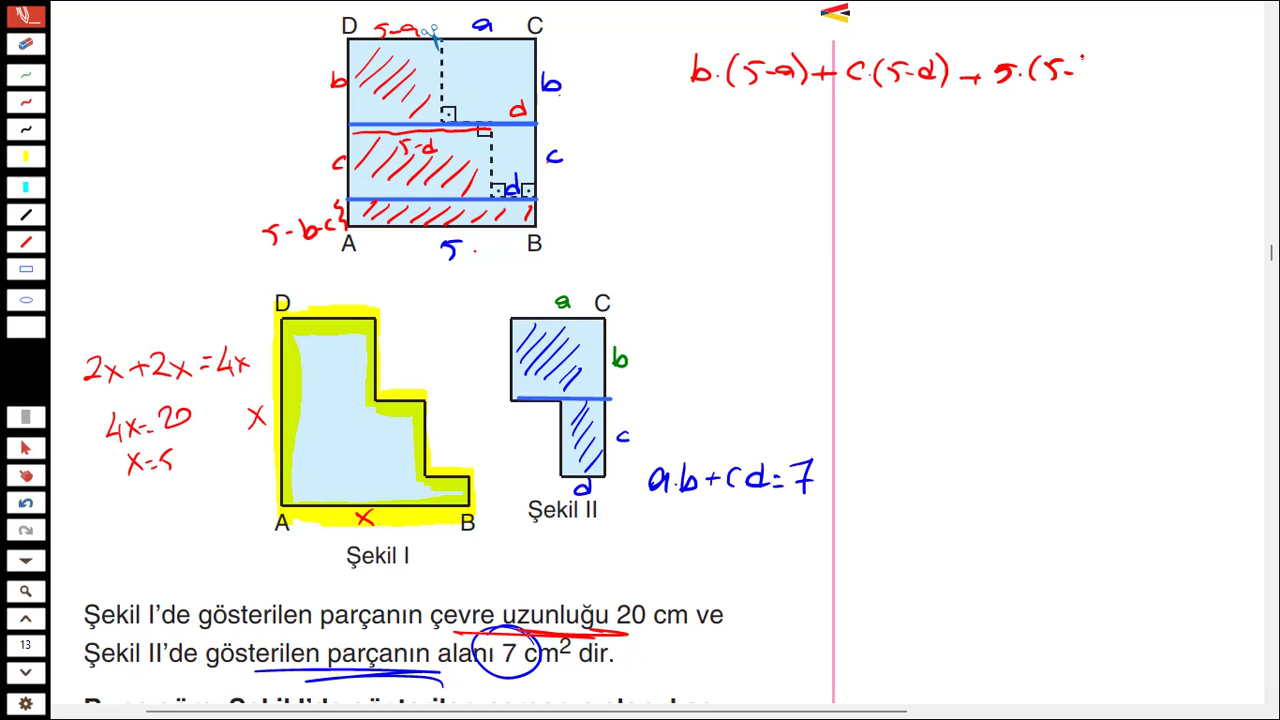 D 5-a a C
b b
b.(5-a)+c.(5-d)+5.(5-
d
5-d
c c
d
5-b-c
A 5 B
D a C
2x+2x=4x
b
4x=20 x
x=5
c
a.b+cd=7
d
A x B
Şekil II
Şekil I
Şekil I’de gösterilen parçanın çevre uzunluğu 20 cm ve
Şekil II’de gösterilen parçanın alanı 7 cm² dir.
13